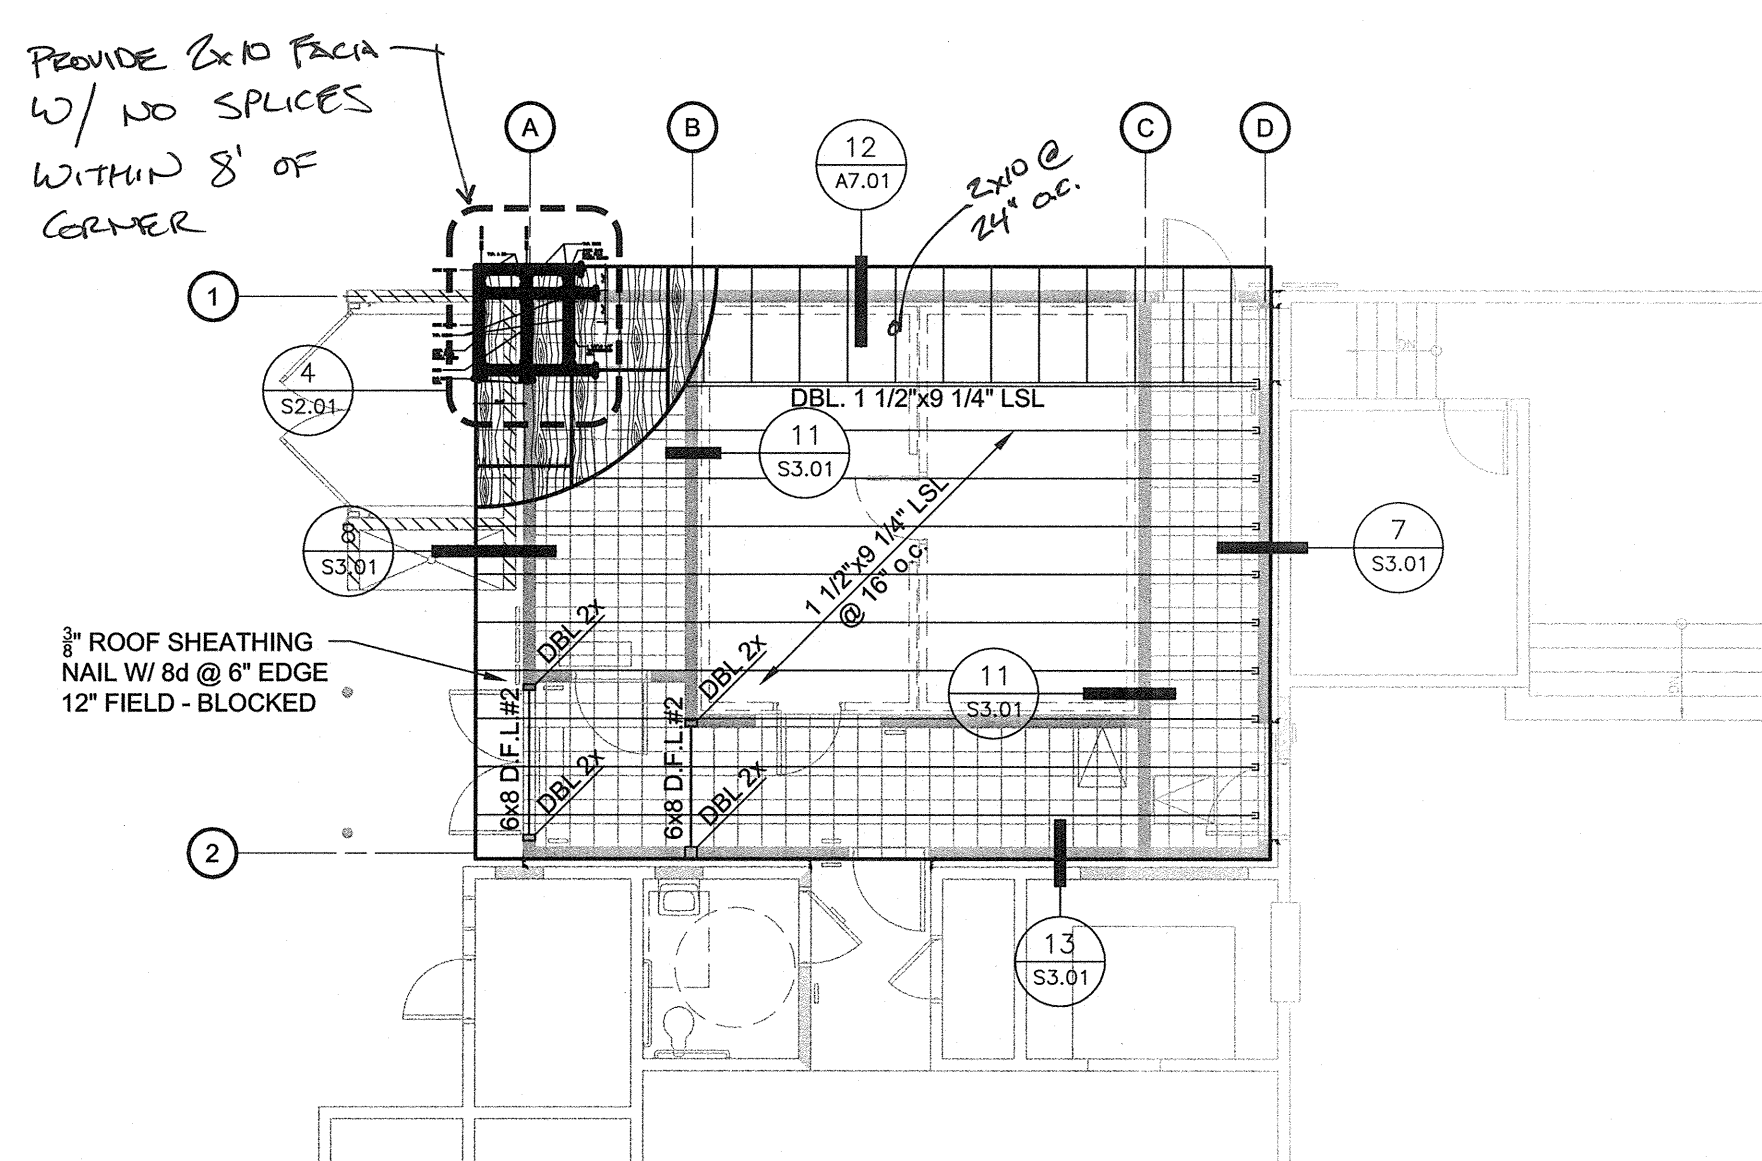 PROVIDE 2x10 FACIA
W/ NO SPLICES
WITHIN 8' OF
CORNER
A
B
C
D
12
A7.01
2x10 @
24" o.c.
1
4
S2.01
DBL. 1 1/2"x9 1/4" LSL
11
S3.01
1 1/2"x9 1/4" LSL
@ 16" o.c.
8
S3.01
7
S3.01
DN
3/8" ROOF SHEATHING
NAIL W/ 8d @ 6" EDGE
12" FIELD - BLOCKED
DBL 2x
DBL 2x
11
S3.01
DN
6x8 D.F.L.#2
DBL 2x
6x8 D.F.L.#2
DBL 2x
2
13
S3.01